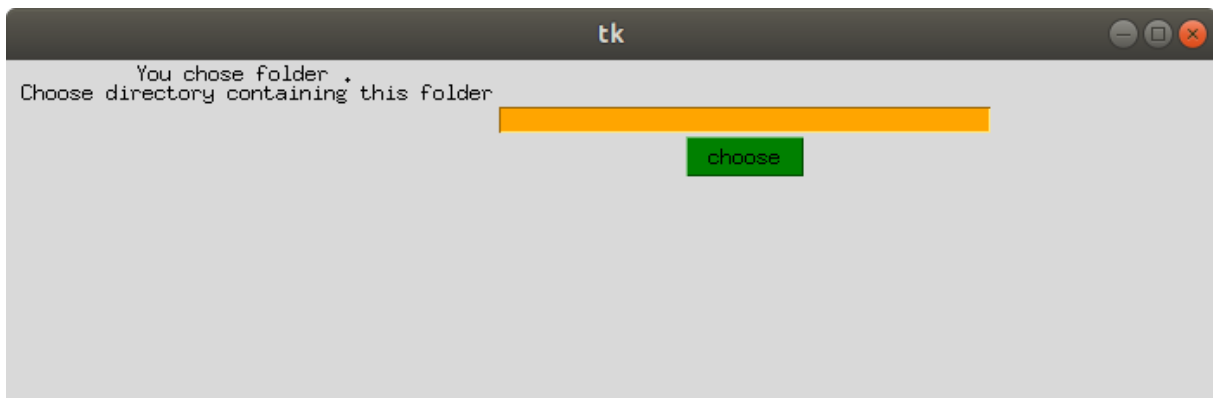 tk
You chose folder .
Choose directory containing this folder
choose